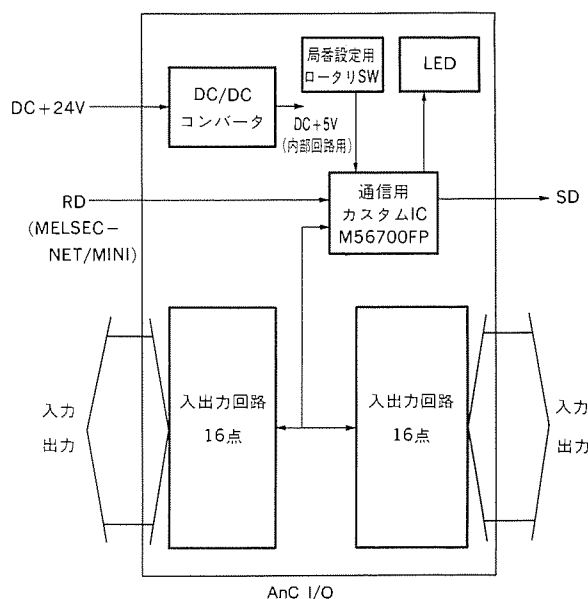 局番設定用
ロータリSW
LED
DC/DC
コンバータ
DC+24V
DC+5V
(内部回路用)
通信用
カスタムIC
M56700FP
RD
(MELSEC-
NET/MINI)
SD
入力
出力
入出力回路
16点
入出力回路
16点
入力
出力
AnC I/O